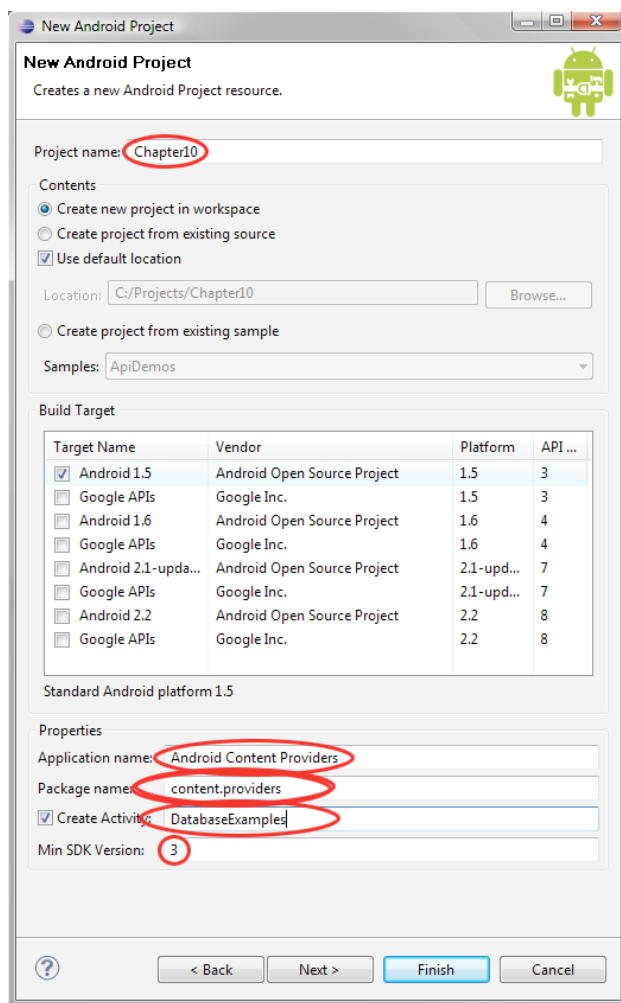 New Android Project
New Android Project
Creates a new Android Project resource.
Project name: Chapter10
Contents
Create new project in workspace
Create project from existing source
Use default location
Location: C:/Projects/Chapter10 Browse...
Create project from existing sample
Samples: ApiDemos
Build Target
Target Name Vendor Platform API ...
Android 1.5 Android Open Source Project 1.5 3
Google APIs Google Inc. 1.5 3
Android 1.6 Android Open Source Project 1.6 4
Google APIs Google Inc. 1.6 4
Android 2.1-upda... Android Open Source Project 2.1-upd... 7
Google APIs Google Inc. 2.1-upd... 7
Android 2.2 Android Open Source Project 2.2 8
Google APIs Google Inc. 2.2 8
Standard Android platform 1.5
Properties
Application name: Android Content Providers
Package name: content.providers
Create Activity: DatabaseExamples
Min SDK Version: 3
? < Back Next > Finish Cancel